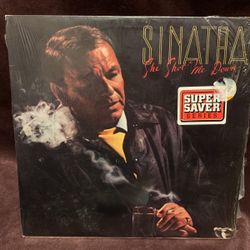 SINATRA
She Shot Me Down
SUPER
SAVER
SERIES